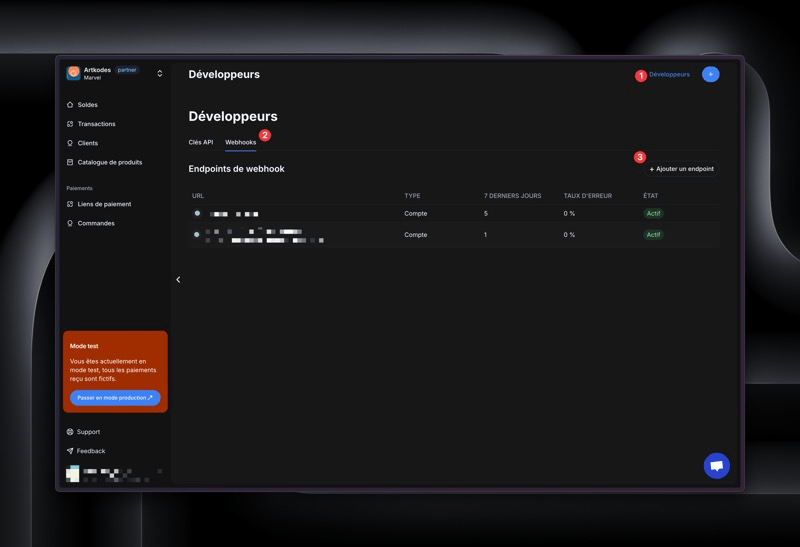 Artkodes partner
Marvel
Soldes
Transactions
Clients
Catalogue de produits
Paiements
Liens de paiement
Commandes
Mode test
Vous êtes actuellement en
mode test, tous les paiements
reçu sont fictifs.
Passer en mode production ↗
Support
Feedback
Développeurs
1 Développeurs +
Développeurs
Clés API Webhooks 2
Endpoints de webhook
3
+ Ajouter un endpoint
URL TYPE 7 DERNIERS JOURS TAUX D'ERREUR ÉTAT
Compte 5 0 % Actif
Compte 1 0 % Actif